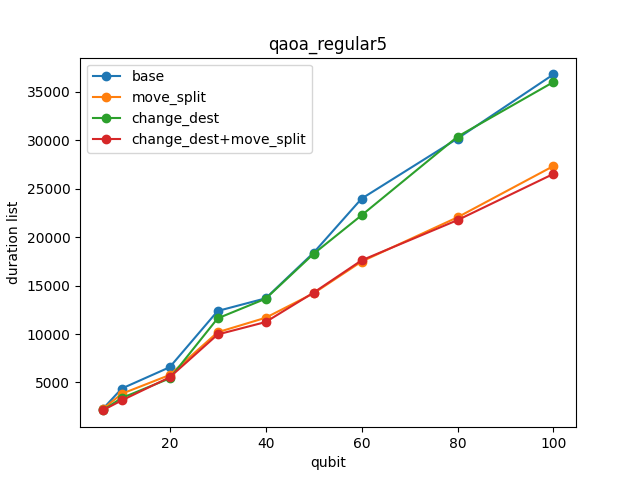 qaoa_regular5
base
move_split
change_dest
change_dest+move_split
duration list
35000
30000
25000
20000
15000
10000
5000
20 40 60 80 100
qubit